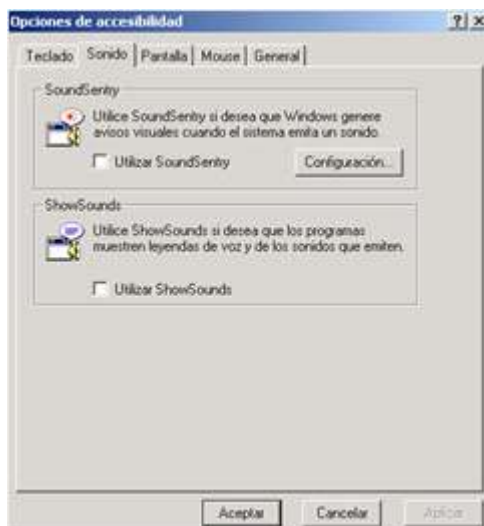 Opciones de accesibilidad
Teclado Sonido Pantalla Mouse General
SoundSentry
Utilice SoundSentry si desea que Windows genere
avisos visuales cuando el sistema emita un sonido.
Utilizar SoundSentry Configuración...
ShowSounds
Utilice ShowSounds si desea que los programas
muestren leyendas de voz y de los sonidos que emiten.
Utilizar ShowSounds
Aceptar Cancelar Aplicar